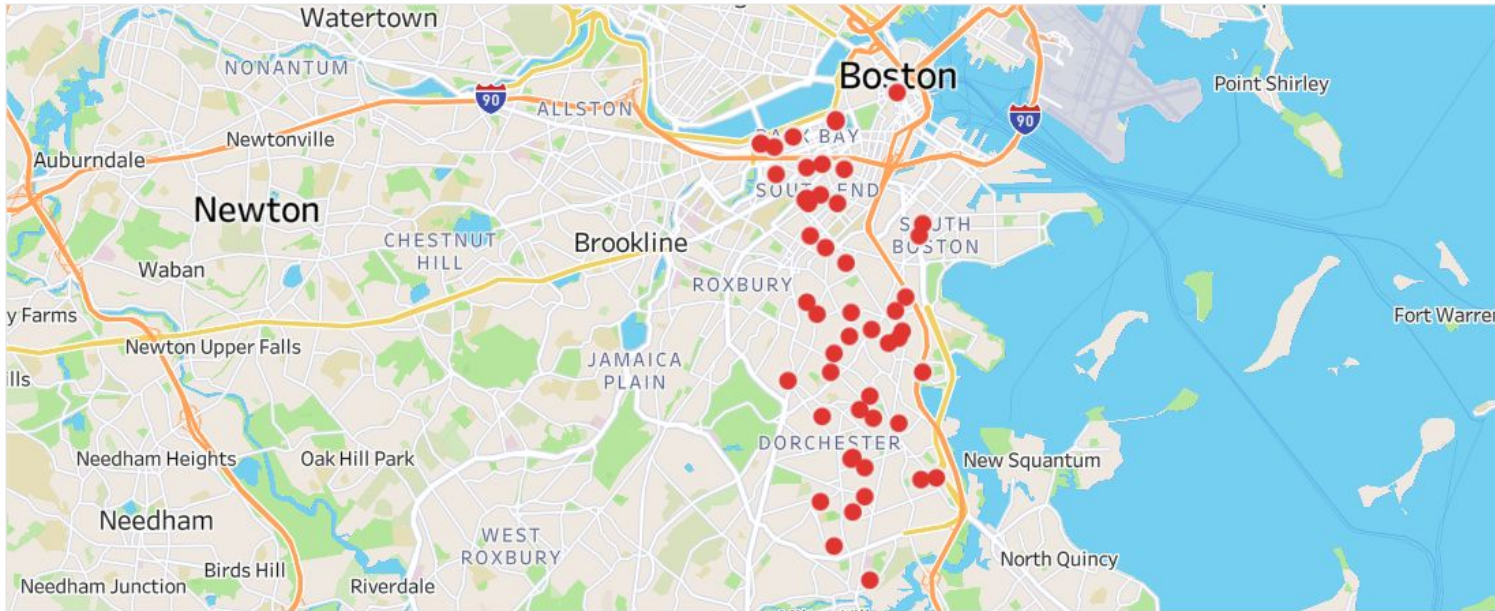 Watertown
NONANTUM
90
ALLSTON
Boston
Point Shirley
90
BACK BAY
Newtonville
Auburndale
SOUTH END
Newton
CHESTNUT
HILL
Brookline
SOUTH
BOSTON
Waban
ROXBURY
y Farms
Fort Warren
Newton Upper Falls
JAMAICA
PLAIN
ills
DORCHESTER
Needham Heights
Oak Hill Park
New Squantum
Needham
WEST
ROXBURY
North Quincy
Birds Hill
Needham Junction
Riverdale